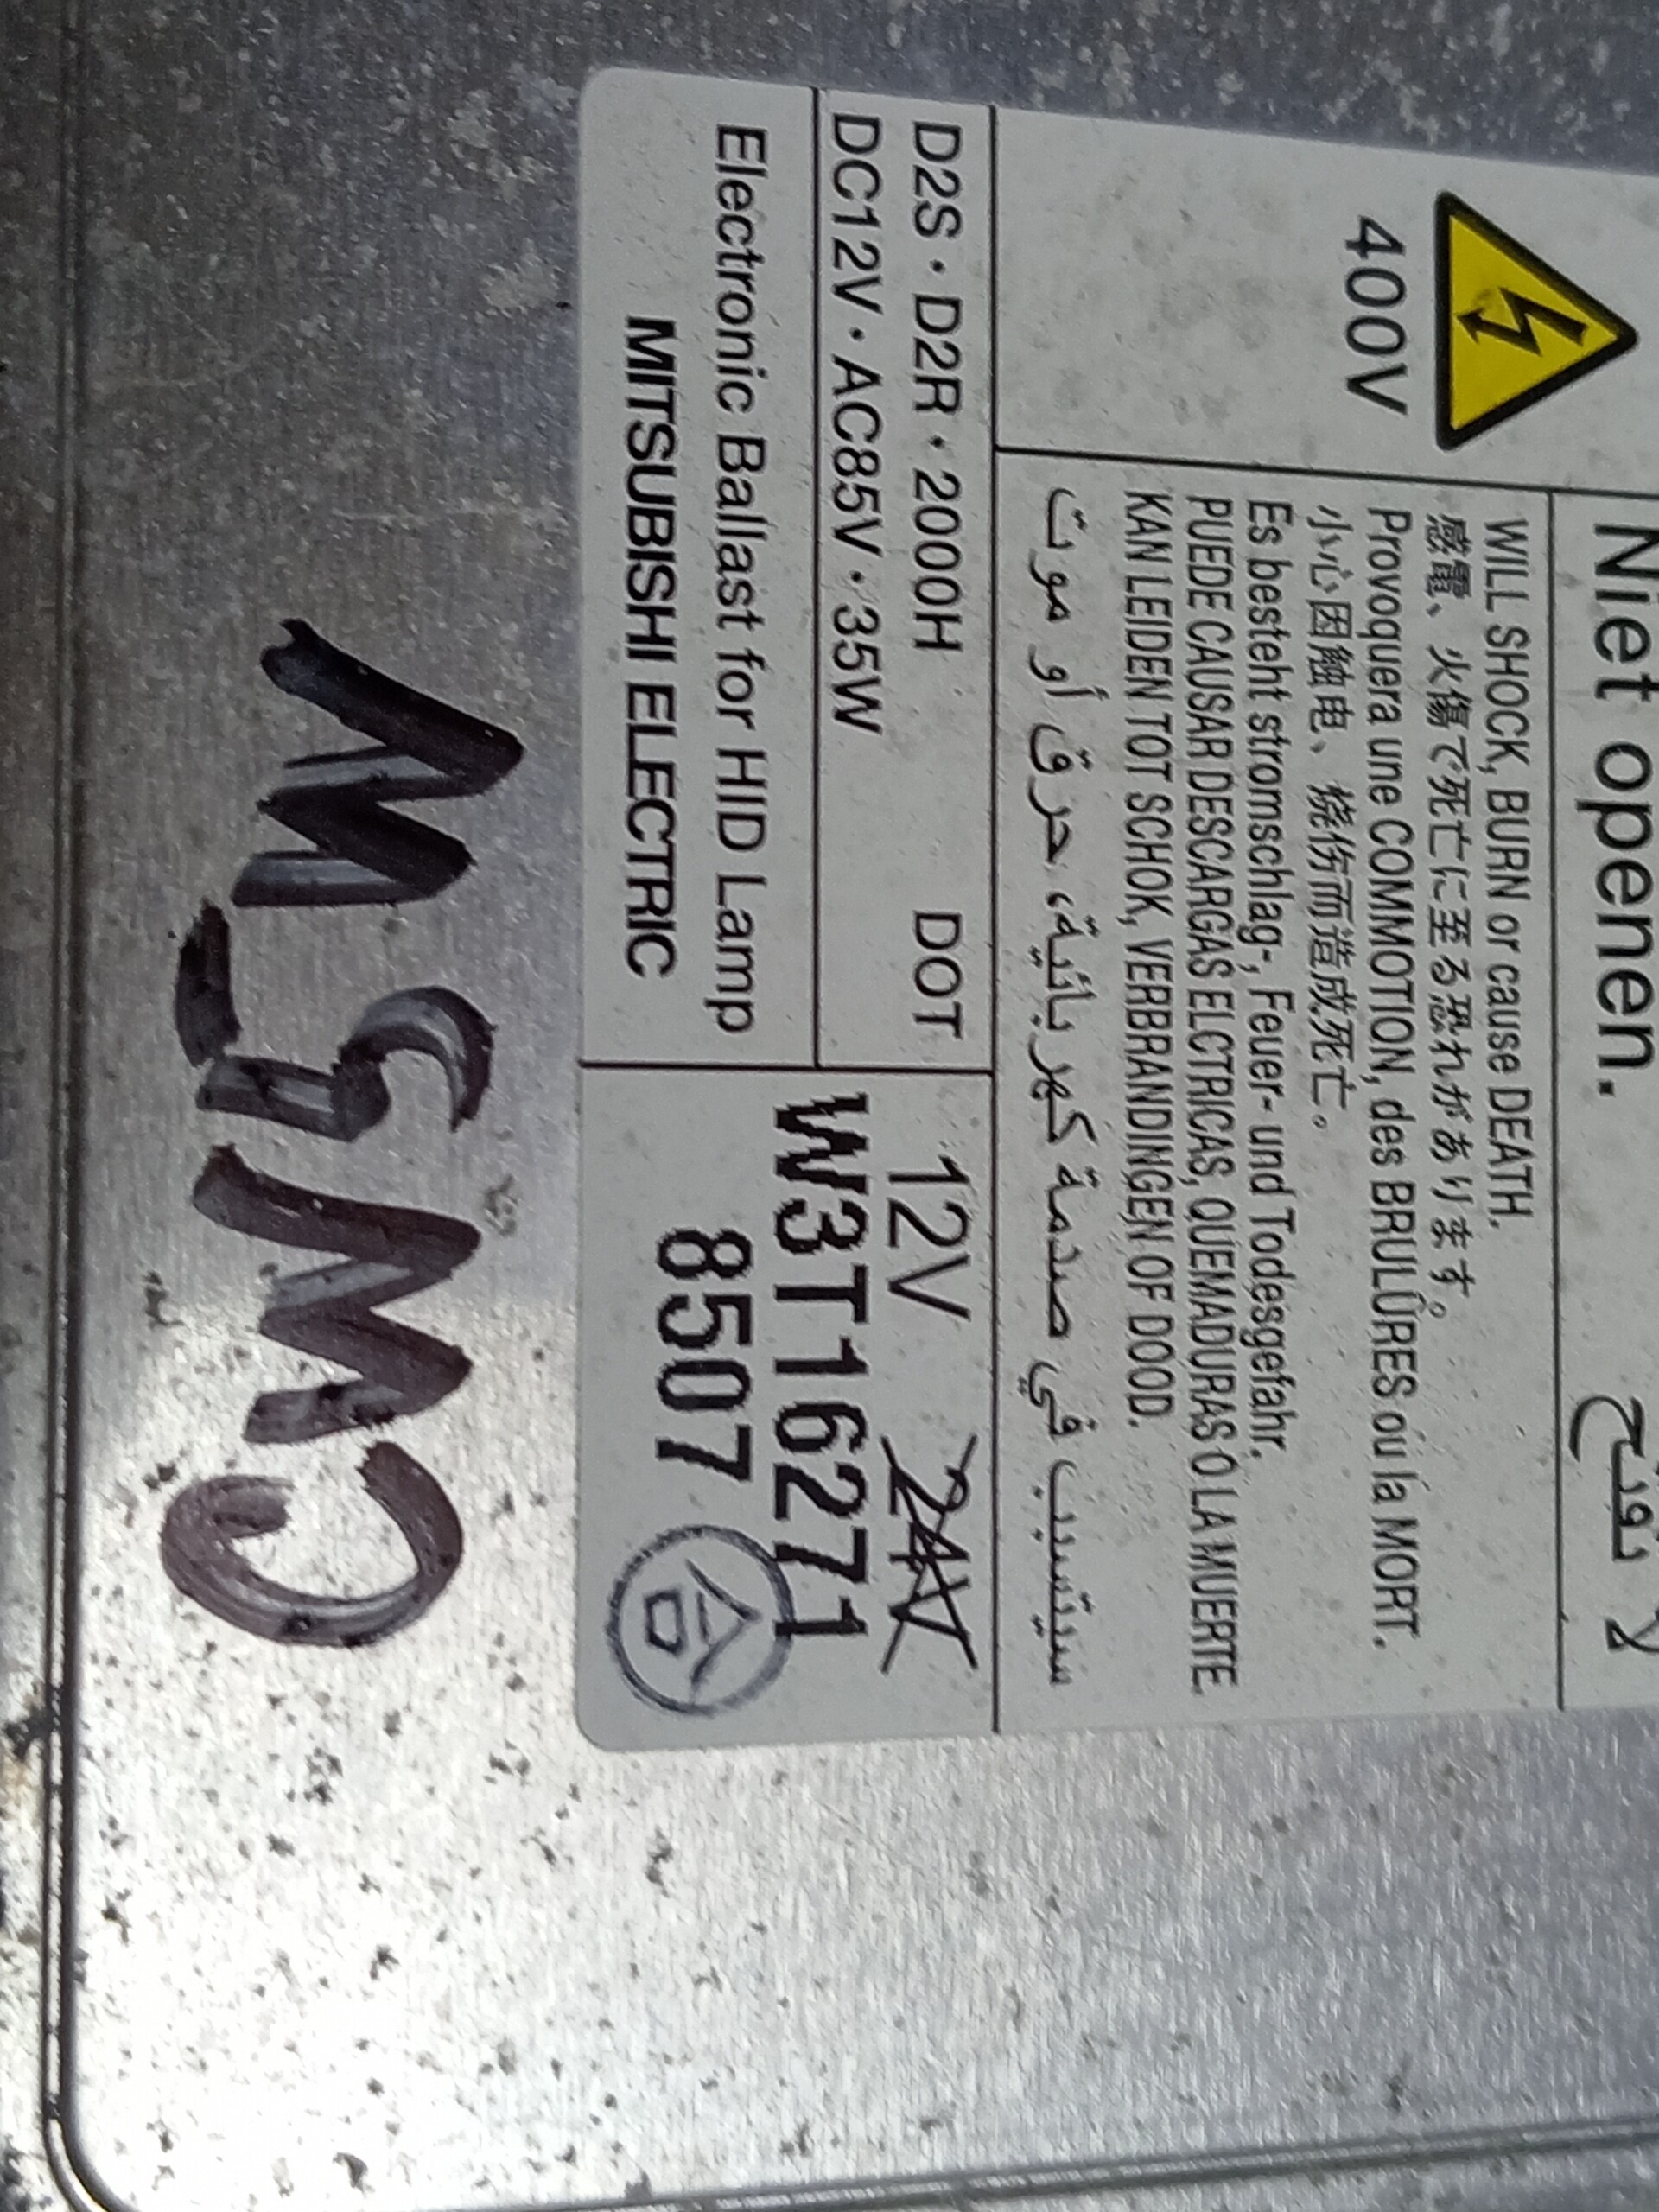 Niet openen.
لا تفتح
WILL SHOCK, BURN or cause DEATH.
感電、火傷で死亡に至る恐れがあります。
Provoquera une COMMOTION, des BRULÛRES ou la MORT.
小心因触电、烧伤而造成死亡。
Es besteht stromschlag-, Feuer- und Todesgefahr.
PUEDE CAUSAR DESCARGAS ELCTRICAS, QUEMADURAS O LA MUERTE.
KAN LEIDEN TOT SCHOK, VERBRANDINGEN OF DOOD.
ستتسبب في صدمة كهربائية، حرق أو موت
400V
D2S・D2R・2000H DOT
DC12V・AC85V・35W
Electronic Ballast for HID Lamp
MITSUBISHI ELECTRIC
12V 24V
W3T16271
8507
CW5W